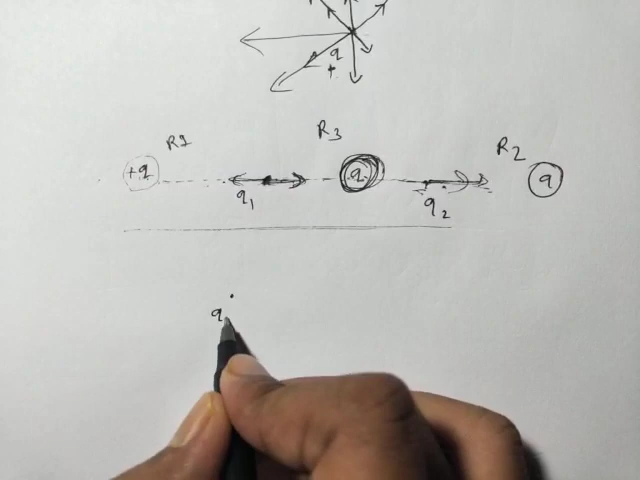 q
+
R1 R3 R2
+q q q
q1 q2
q